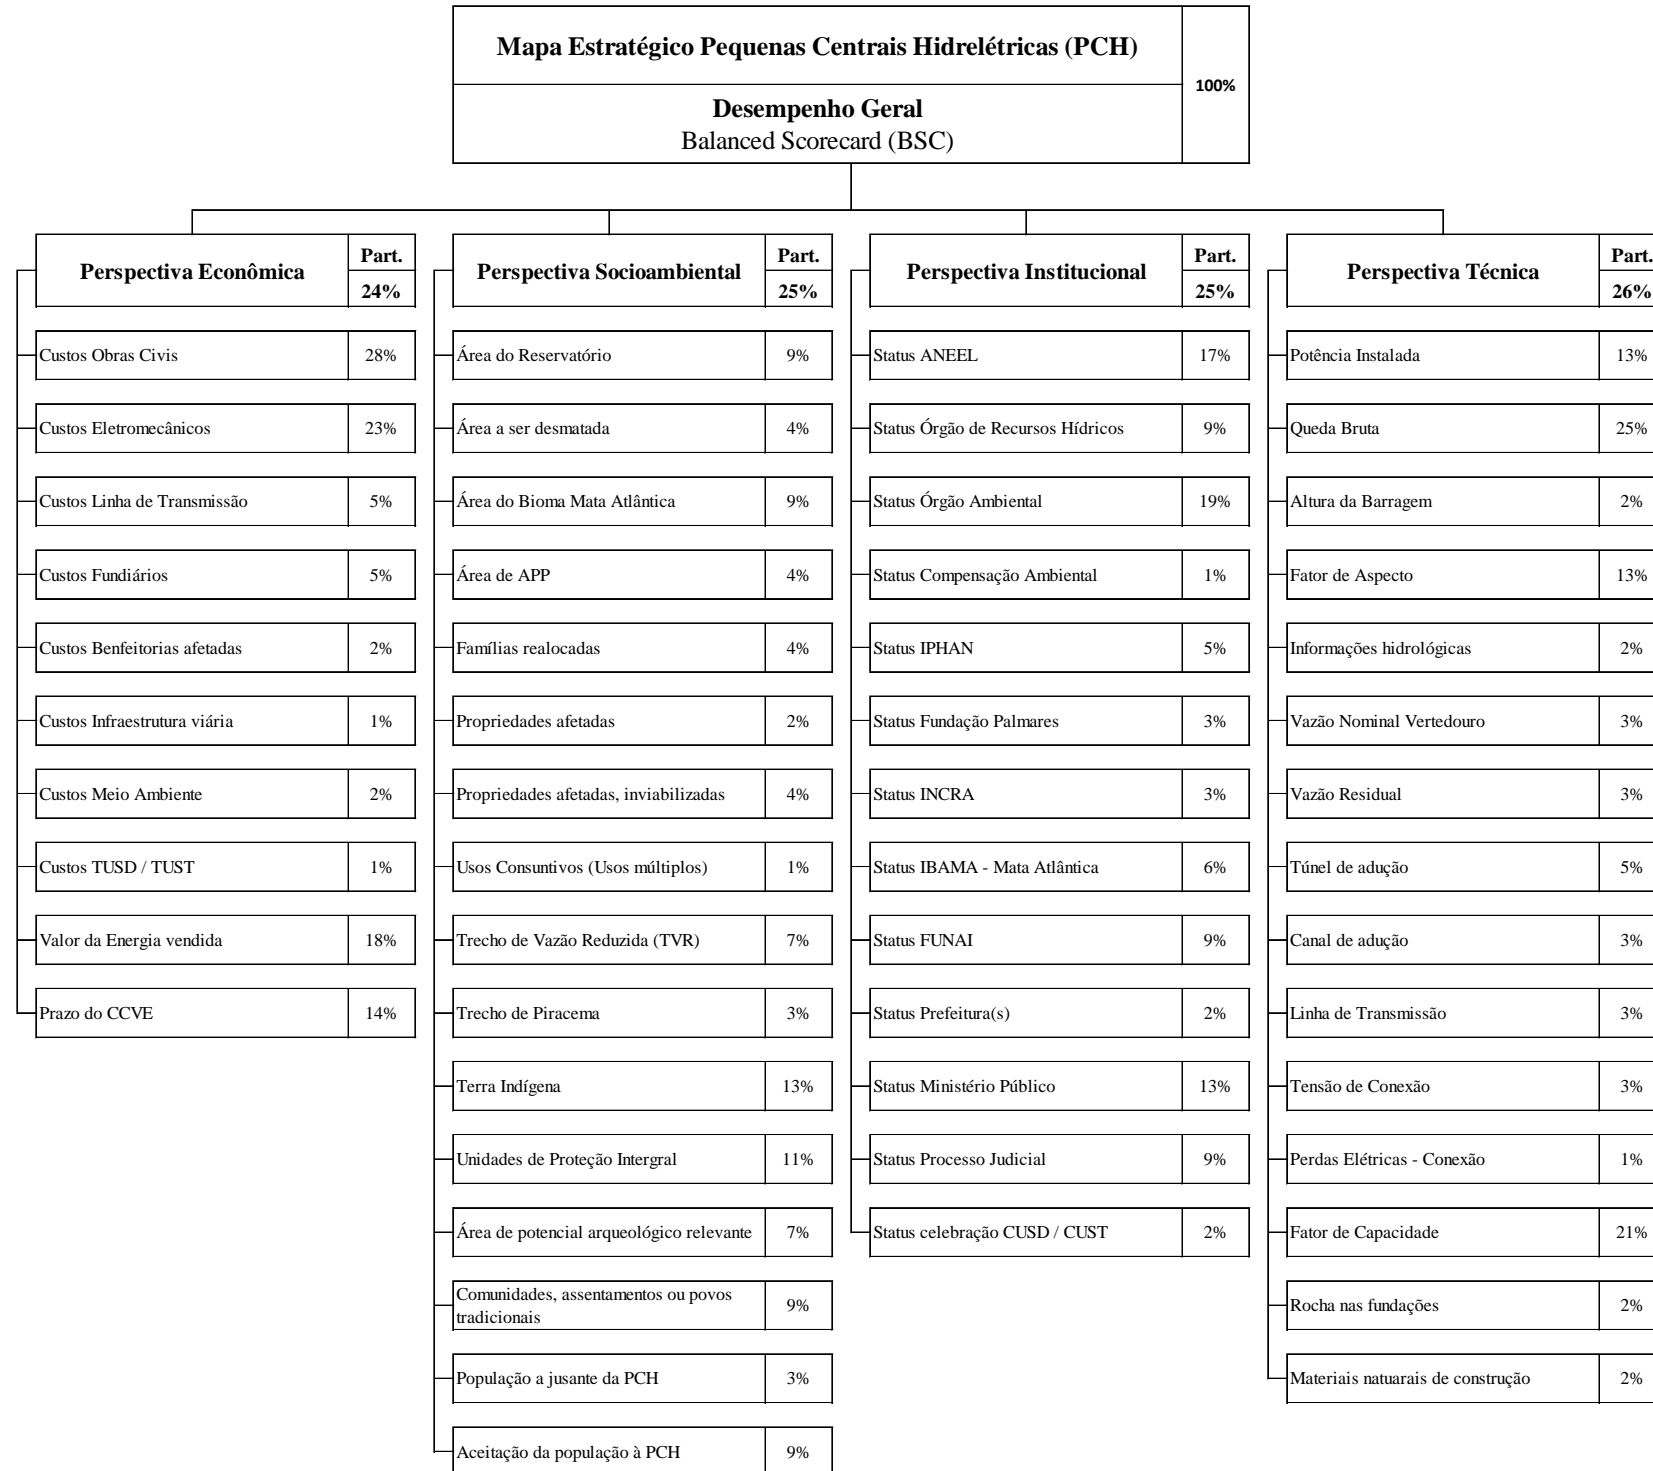 Mapa Estratégico Pequenas Centrais Hidrelétricas (PCH)
100%
Desempenho Geral
Balanced Scorecard (BSC)
Perspectiva Econômica
Part.
24%
Custos Obras Civis 28%
Custos Eletromecânicos 23%
Custos Linha de Transmissão 5%
Custos Fundiários 5%
Custos Benfeitorias afetadas 2%
Custos Infraestrutura viária 1%
Custos Meio Ambiente 2%
Custos TUSD / TUST 1%
Valor da Energia vendida 18%
Prazo do CCVE 14%
Perspectiva Socioambiental
Part.
25%
Área do Reservatório 9%
Área a ser desmatada 4%
Área do Bioma Mata Atlântica 9%
Área de APP 4%
Famílias realocadas 4%
Propriedades afetadas 2%
Propriedades afetadas, inviabilizadas 4%
Usos Consuntivos (Usos múltiplos) 1%
Trecho de Vazão Reduzida (TVR) 7%
Trecho de Piracema 3%
Terra Indígena 13%
Unidades de Proteção Intergral 11%
Área de potencial arqueológico relevante 7%
Comunidades, assentamentos ou povos
tradicionais
9%
População a jusante da PCH 3%
Aceitação da população à PCH 9%
Perspectiva Institucional
Part.
25%
Status ANEEL 17%
Status Órgão de Recursos Hídricos 9%
Status Órgão Ambiental 19%
Status Compensação Ambiental 1%
Status IPHAN 5%
Status Fundação Palmares 3%
Status INCRA 3%
Status IBAMA - Mata Atlântica 6%
Status FUNAI 9%
Status Prefeitura(s) 2%
Status Ministério Público 13%
Status Processo Judicial 9%
Status celebração CUSD / CUST 2%
Perspectiva Técnica
Part.
26%
Potência Instalada 13%
Queda Bruta 25%
Altura da Barragem 2%
Fator de Aspecto 13%
Informações hidrológicas 2%
Vazão Nominal Vertedouro 3%
Vazão Residual 3%
Túnel de adução 5%
Canal de adução 3%
Linha de Transmissão 3%
Tensão de Conexão 3%
Perdas Elétricas - Conexão 1%
Fator de Capacidade 21%
Rocha nas fundações 2%
Materiais natuarais de construção 2%